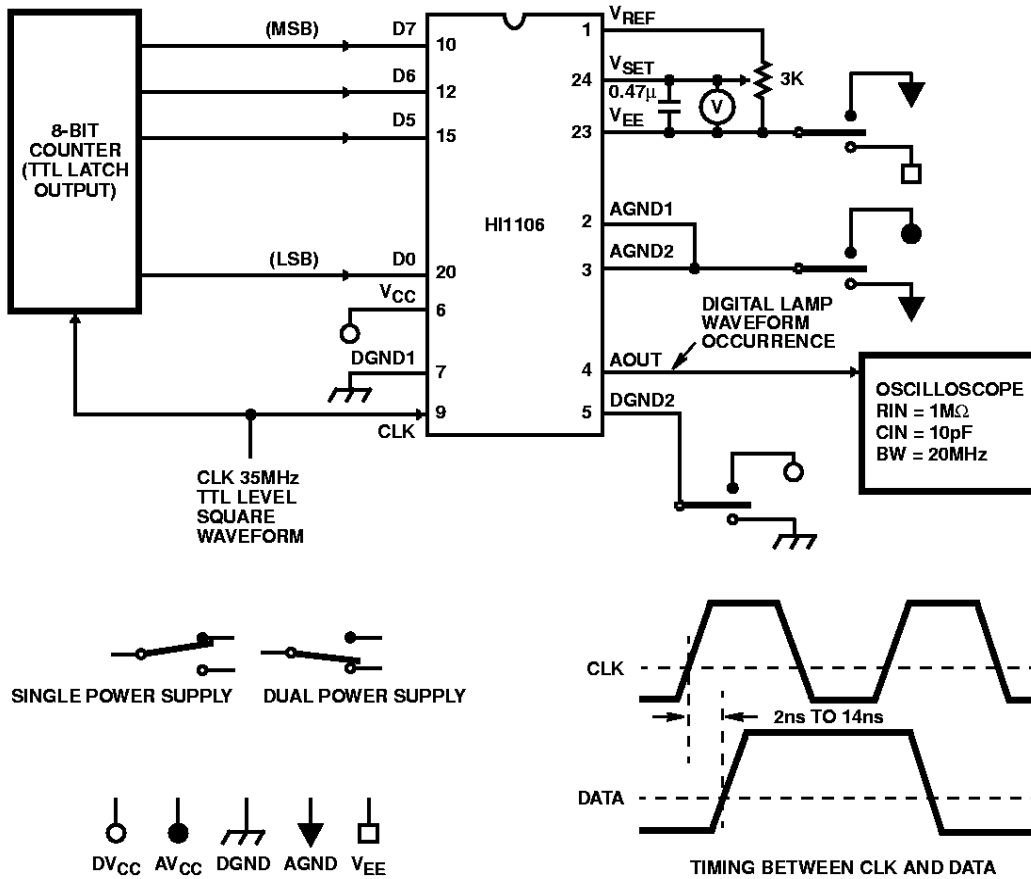 8-BIT
COUNTER
(TTL LATCH
OUTPUT)
(MSB)
D7
10
D6
12
D5
15
(LSB)
D0
20
VCC
6
DGND1
7
9
CLK
CLK 35MHz
TTL LEVEL
SQUARE
WAVEFORM
HI1106
VREF
1
VSET
24
0.47µ
V
3K
VEE
23
AGND1
2
AGND2
3
DIGITAL LAMP
WAVEFORM
OCCURRENCE
AOUT
4
DGND2
5
OSCILLOSCOPE
RIN = 1MΩ
CIN = 10pF
BW = 20MHz
SINGLE POWER SUPPLY
DUAL POWER SUPPLY
DVCC
AVCC
DGND
AGND
VEE
CLK
2ns TO 14ns
DATA
TIMING BETWEEN CLK AND DATA